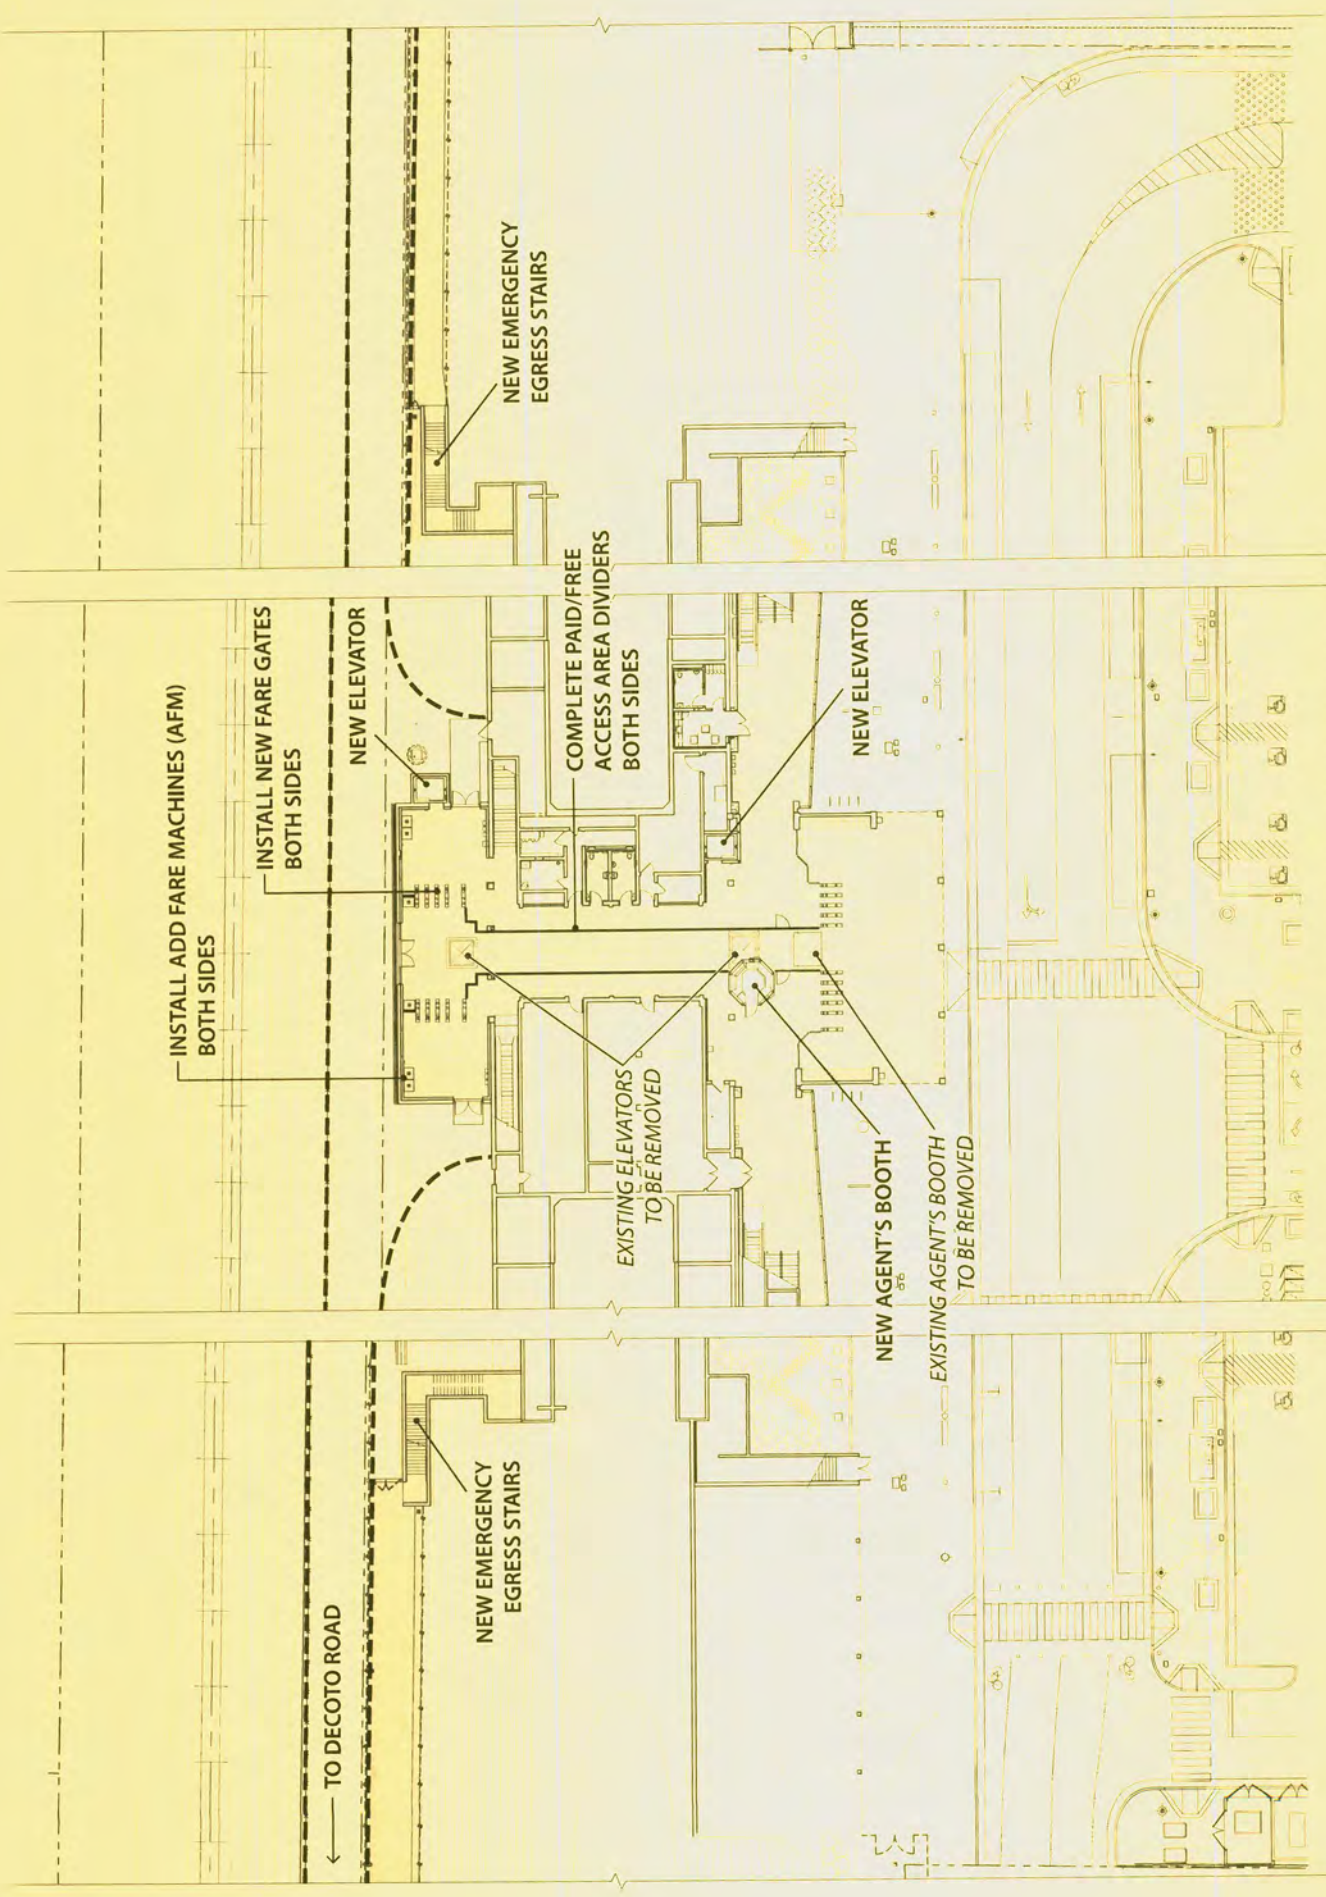 INSTALL ADD FARE MACHINES (AFM)
BOTH SIDES
INSTALL NEW FARE GATES
BOTH SIDES
NEW ELEVATOR
TO DECOTO ROAD
NEW EMERGENCY
EGRESS STAIRS
NEW EMERGENCY
EGRESS STAIRS
COMPLETE PAID/FREE
ACCESS AREA DIVIDERS
BOTH SIDES
EXISTING ELEVATORS
TO BE REMOVED
NEW ELEVATOR
NEW AGENT'S BOOTH
EXISTING AGENT'S BOOTH
TO BE REMOVED